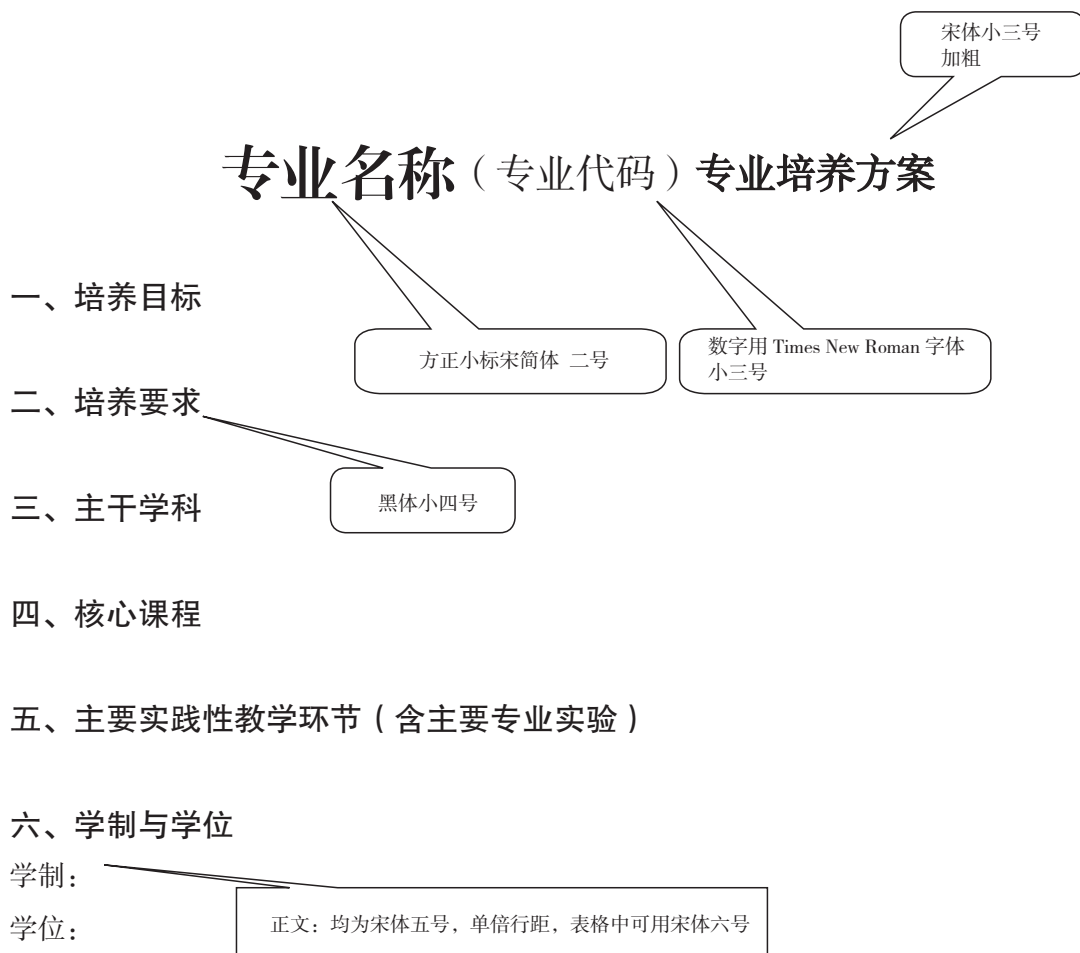 宋体小三号
加粗
专业名称（专业代码）专业培养方案
一、培养目标
方正小标宋简体 二号
数字用 Times New Roman 字体
小三号
二、培养要求
黑体小四号
三、主干学科
四、核心课程
五、主要实践性教学环节（含主要专业实验）
六、学制与学位
学制：
学位：
正文：均为宋体五号，单倍行距，表格中可用宋体六号